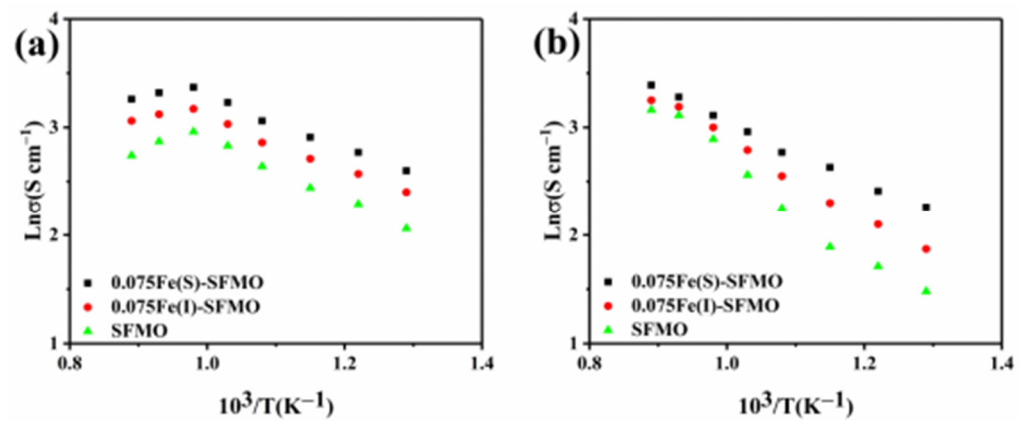 (a)
4
3
2
1
Lnσ(S cm⁻¹)
0.075Fe(S)-SFMO
0.075Fe(I)-SFMO
SFMO
0.8 1.0 1.2 1.4
10³/T(K⁻¹)
(b)
4
3
2
1
Lnσ(S cm⁻¹)
0.075Fe(S)-SFMO
0.075Fe(I)-SFMO
SFMO
0.8 1.0 1.2 1.4
10³/T(K⁻¹)